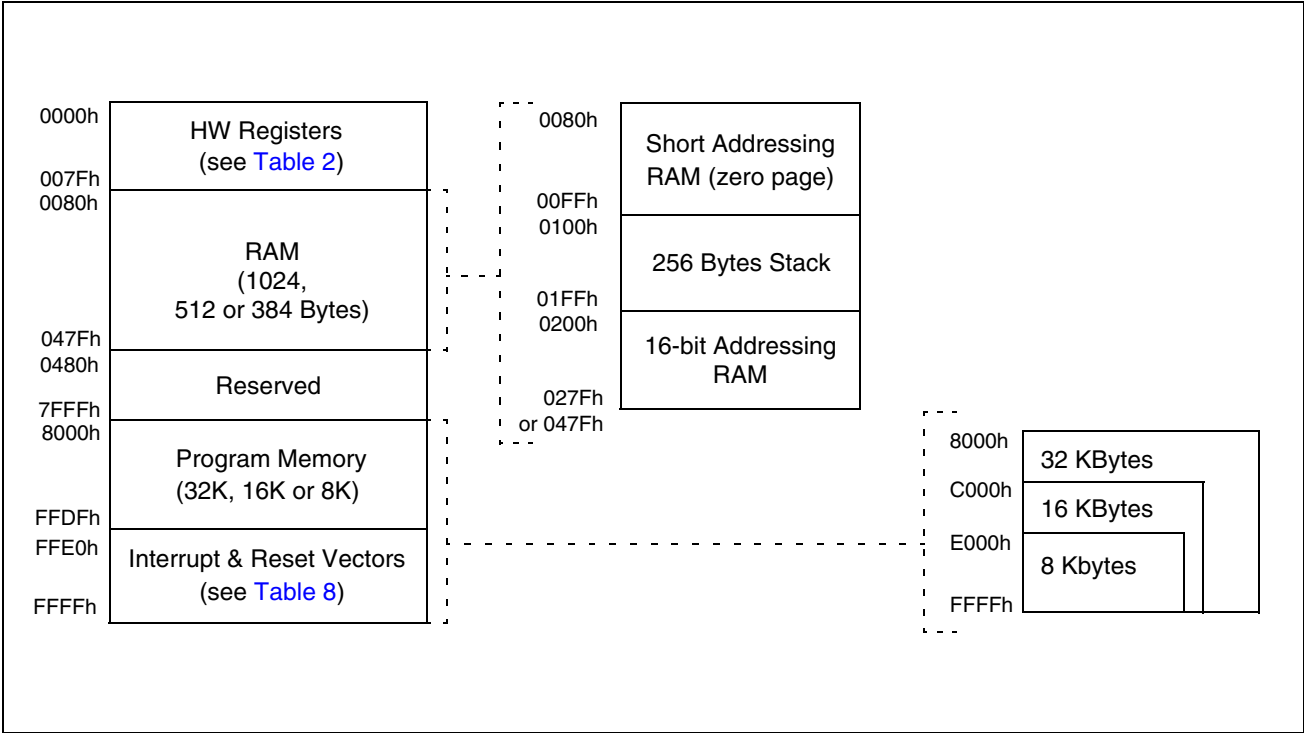 0000h
HW Registers
(see Table 2)
007Fh
0080h
RAM
(1024,
512 or 384 Bytes)
047Fh
0480h
Reserved
7FFFh
8000h
Program Memory
(32K, 16K or 8K)
FFDFh
FFE0h
Interrupt & Reset Vectors
(see Table 8)
FFFFh
0080h
Short Addressing
RAM (zero page)
00FFh
0100h
256 Bytes Stack
01FFh
0200h
16-bit Addressing
RAM
027Fh
or 047Fh
8000h
32 KBytes
C000h
16 KBytes
E000h
8 Kbytes
FFFFh